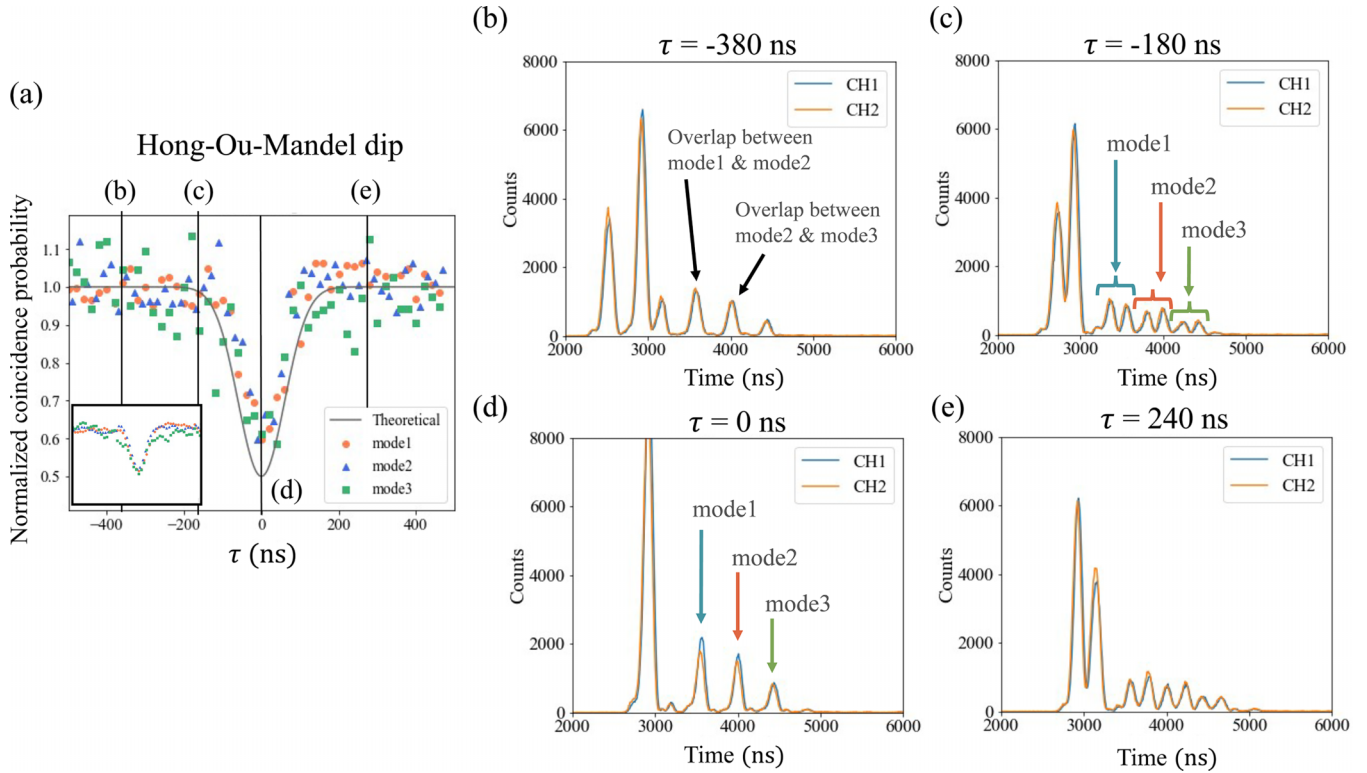 (a)
Hong-Ou-Mandel dip
(b)
(c)
(e)
Normalized coincidence probability
1.1
1.0
0.9
0.8
0.7
0.6
0.5
Theoretical
mode1
mode2
mode3
(d)
−400
−200
0
200
400
τ (ns)
(b)
τ = -380 ns
Counts
8000
6000
4000
2000
0
CH1
CH2
Overlap between
mode1 & mode2
Overlap between
mode2 & mode3
2000
3000
4000
5000
6000
Time (ns)
(c)
τ = -180 ns
Counts
8000
6000
4000
2000
0
CH1
CH2
mode1
mode2
mode3
2000
3000
4000
5000
6000
Time (ns)
(d)
τ = 0 ns
Counts
8000
6000
4000
2000
0
CH1
CH2
mode1
mode2
mode3
2000
3000
4000
5000
6000
Time (ns)
(e)
τ = 240 ns
Counts
8000
6000
4000
2000
0
CH1
CH2
2000
3000
4000
5000
6000
Time (ns)